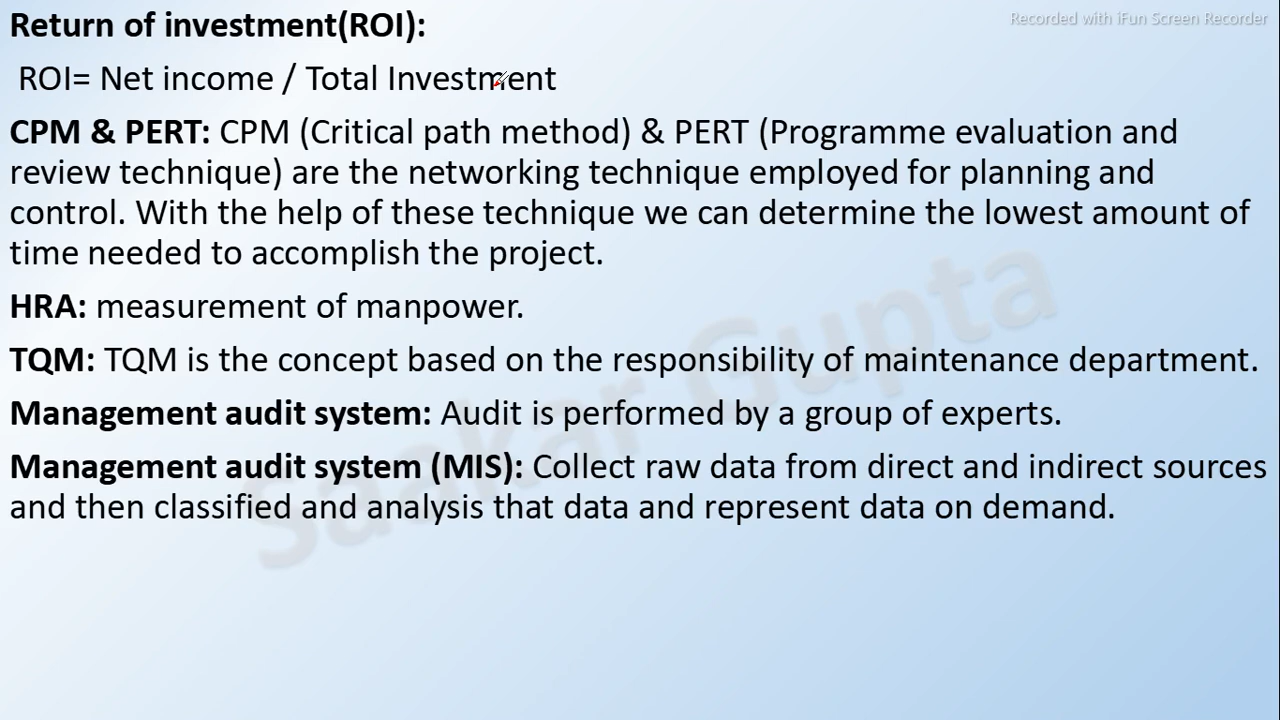 Recorded with iFun Screen Recorder
Return of investment(ROI):
ROI= Net income / Total Investment
CPM & PERT: CPM (Critical path method) & PERT (Programme evaluation and
review technique) are the networking technique employed for planning and
control. With the help of these technique we can determine the lowest amount of
time needed to accomplish the project.
HRA: measurement of manpower.
TQM: TQM is the concept based on the responsibility of maintenance department.
Management audit system: Audit is performed by a group of experts.
Management audit system (MIS): Collect raw data from direct and indirect sources
and then classified and analysis that data and represent data on demand.
Saakar Gupta